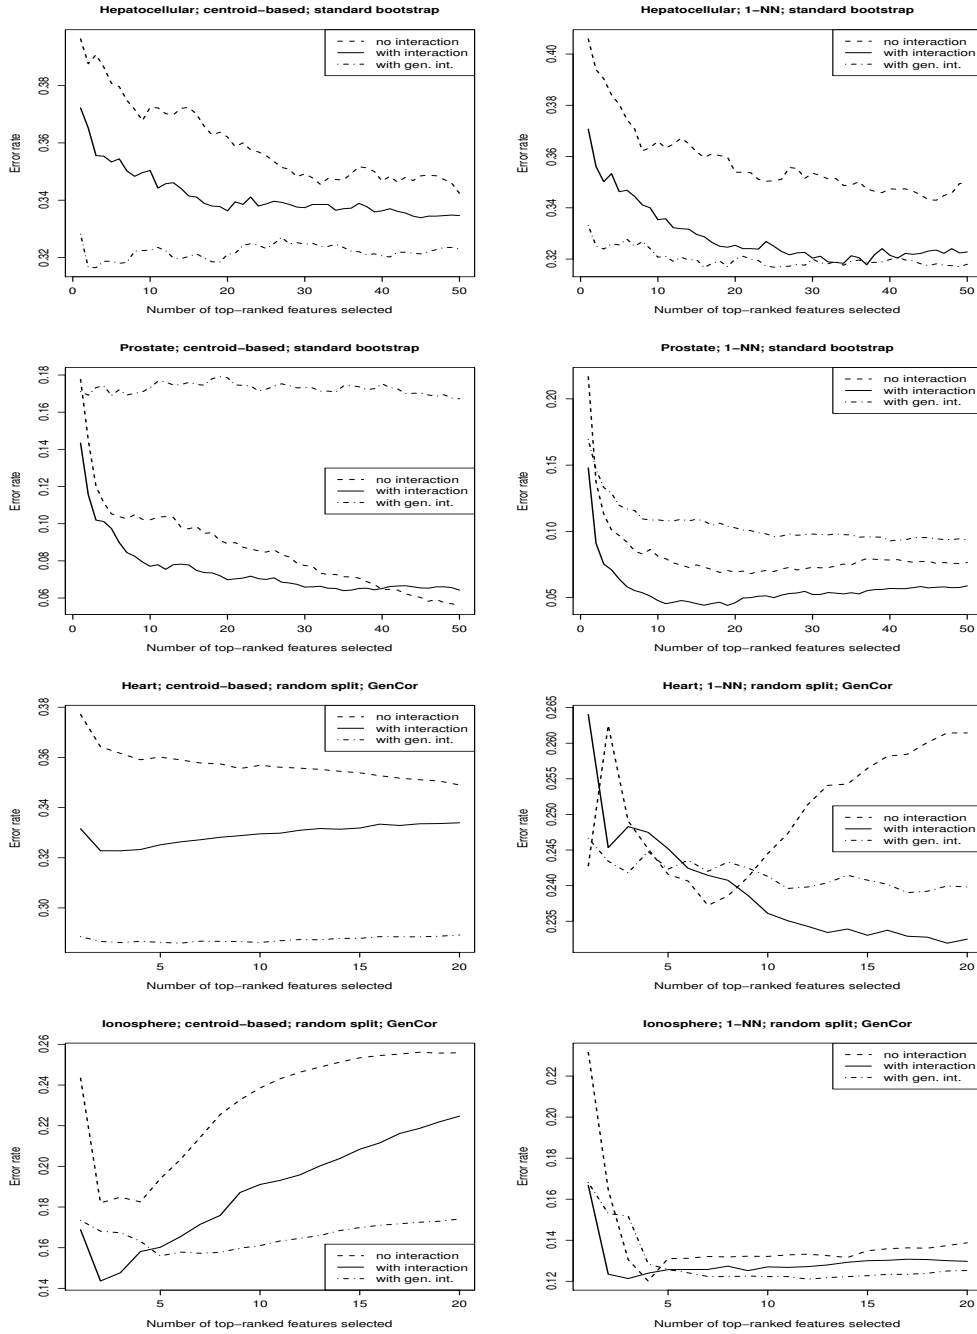 Hepatocellular; centroid-based; standard bootstrap
Error rate
0.38
0.36
0.34
0.32
no interaction
with interaction
with gen. int.
0 10 20 30 40 50
Number of top-ranked features selected
Hepatocellular; 1-NN; standard bootstrap
Error rate
0.40
0.38
0.36
0.34
0.32
no interaction
with interaction
with gen. int.
0 10 20 30 40 50
Number of top-ranked features selected
Prostate; centroid-based; standard bootstrap
Error rate
0.18
0.16
0.14
0.12
0.10
0.08
0.06
no interaction
with interaction
with gen. int.
0 10 20 30 40 50
Number of top-ranked features selected
Prostate; 1-NN; standard bootstrap
Error rate
0.20
0.15
0.10
0.05
no interaction
with interaction
with gen. int.
0 10 20 30 40 50
Number of top-ranked features selected
Heart; centroid-based; random split; GenCor
Error rate
0.38
0.36
0.34
0.32
0.30
no interaction
with interaction
with gen. int.
5 10 15 20
Number of top-ranked features selected
Heart; 1-NN; random split; GenCor
Error rate
0.265
0.260
0.255
0.250
0.245
0.240
0.235
no interaction
with interaction
with gen. int.
5 10 15 20
Number of top-ranked features selected
Ionosphere; centroid-based; random split; GenCor
Error rate
0.26
0.24
0.22
0.20
0.18
0.16
0.14
no interaction
with interaction
with gen. int.
5 10 15 20
Number of top-ranked features selected
Ionosphere; 1-NN; random split; GenCor
Error rate
0.22
0.20
0.18
0.16
0.14
0.12
no interaction
with interaction
with gen. int.
5 10 15 20
Number of top-ranked features selected